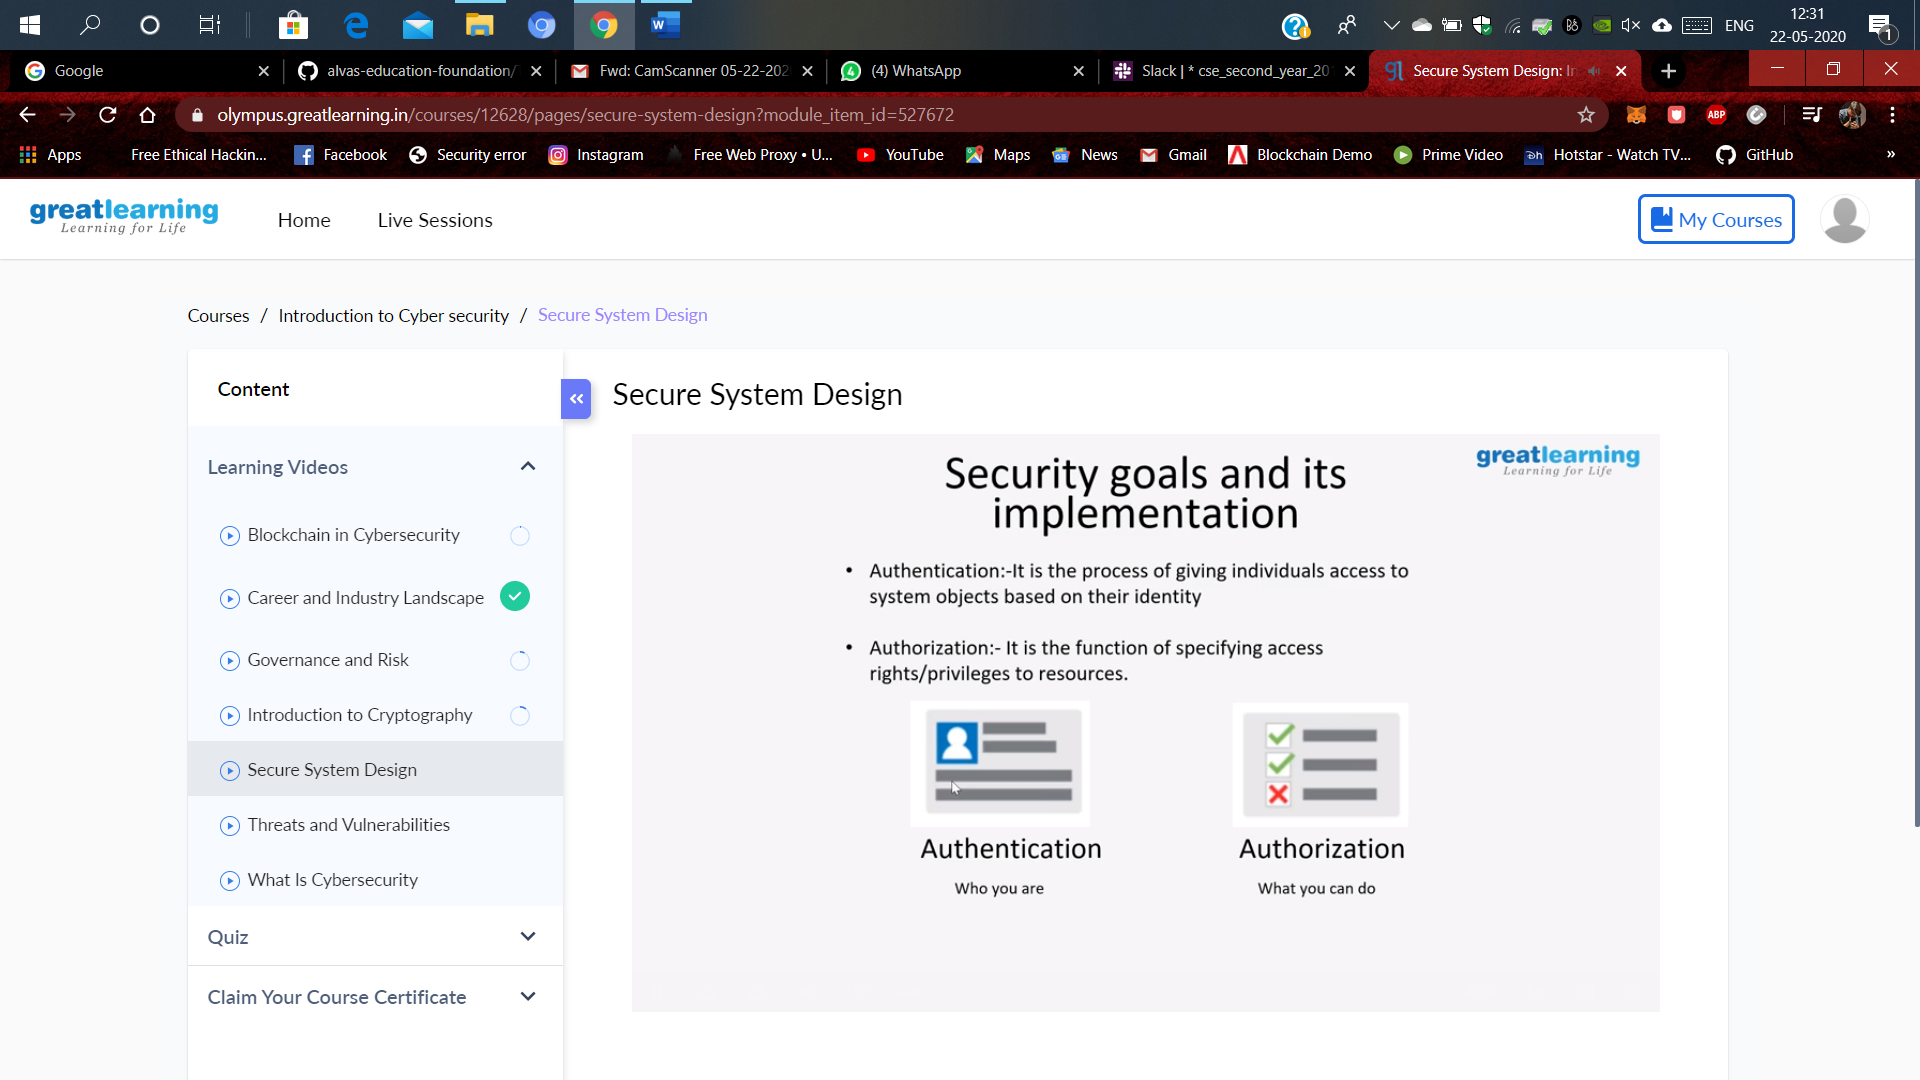 W
ENG
12:31
22-05-2020
1
Google
alvas-education-foundation/
Fwd: CamScanner 05-22-202
4
(4) WhatsApp
Slack | * cse_second_year_20
gl
Secure System Design: In
olympus.greatlearning.in/courses/12628/pages/secure-system-design?module_item_id=527672
ABP
Apps
Free Ethical Hackin...
Facebook
Security error
Instagram
Free Web Proxy • U...
YouTube
Maps
News
Gmail
Blockchain Demo
Prime Video
Hotstar - Watch TV...
GitHub
»
greatlearning
Learning for Life
Home
Live Sessions
My Courses
Courses / Introduction to Cyber security / Secure System Design
Content
Secure System Design
Learning Videos
Blockchain in Cybersecurity
Career and Industry Landscape
Governance and Risk
Introduction to Cryptography
Secure System Design
Threats and Vulnerabilities
What Is Cybersecurity
Quiz
Claim Your Course Certificate
greatlearning
Learning for Life
Security goals and its
implementation
• Authentication:-It is the process of giving individuals access to
system objects based on their identity
• Authorization:- It is the function of specifying access
rights/privileges to resources.
Authentication
Who you are
Authorization
What you can do